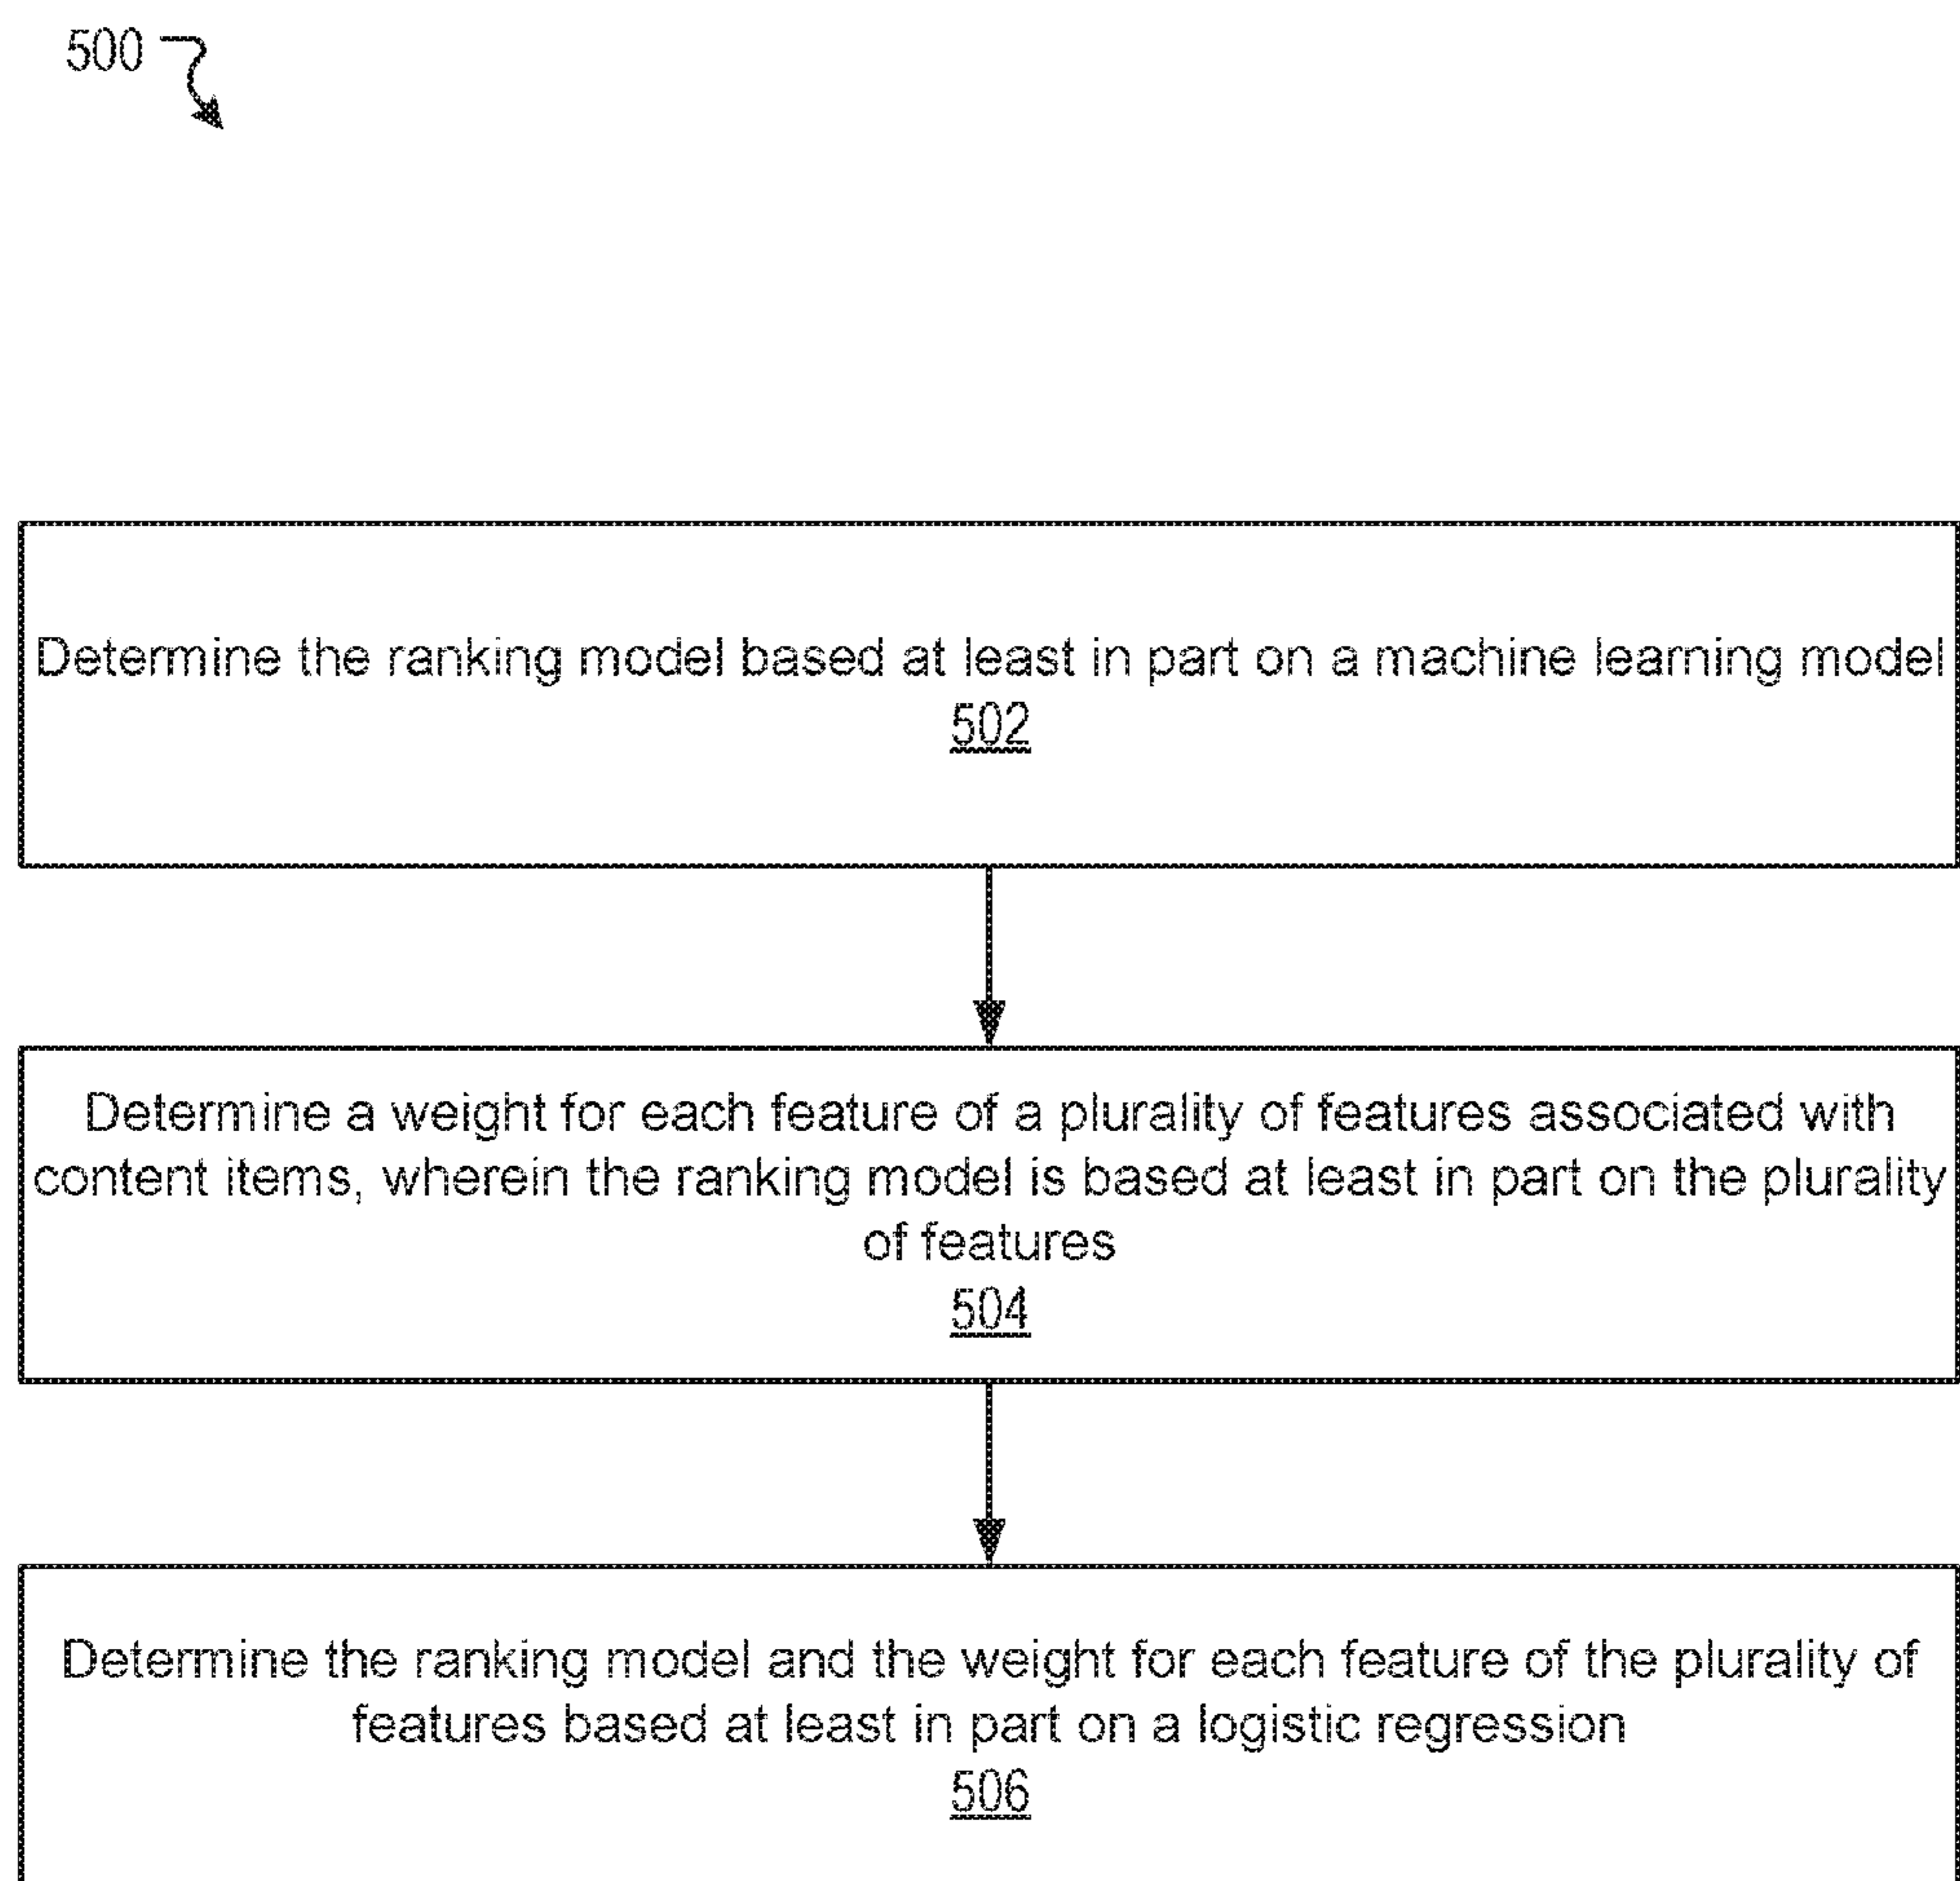 500
Determine the ranking model based at least in part on a machine learning model
502
Determine a weight for each feature of a plurality of features associated with
content items, wherein the ranking model is based at least in part on the plurality
of features
504
Determine the ranking model and the weight for each feature of the plurality of
features based at least in part on a logistic regression
506